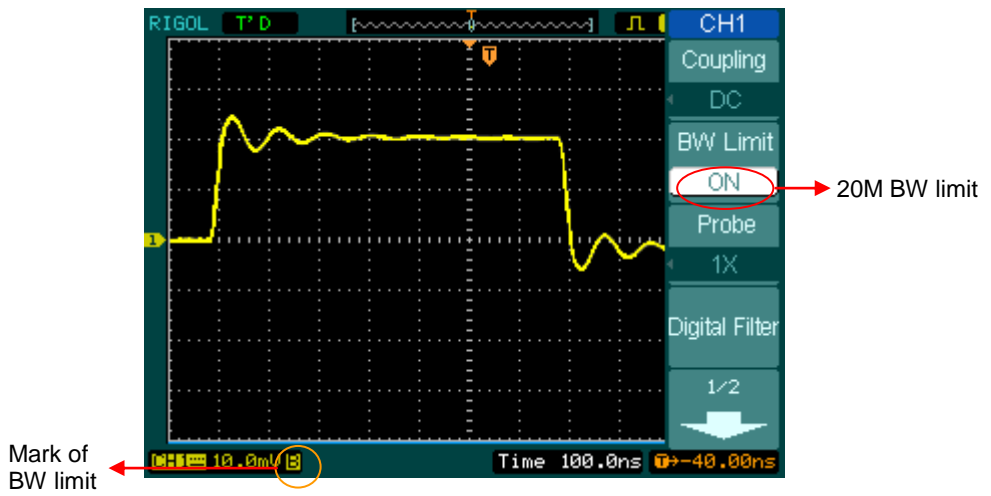 RIGOL T'D T CH1
T
Coupling
DC
BW Limit
ON
20M BW limit
Probe
1
1X
Digital Filter
1/2
Mark of
BW limit
CH1 10.0mV B Time 100.0ns T→-40.00ns